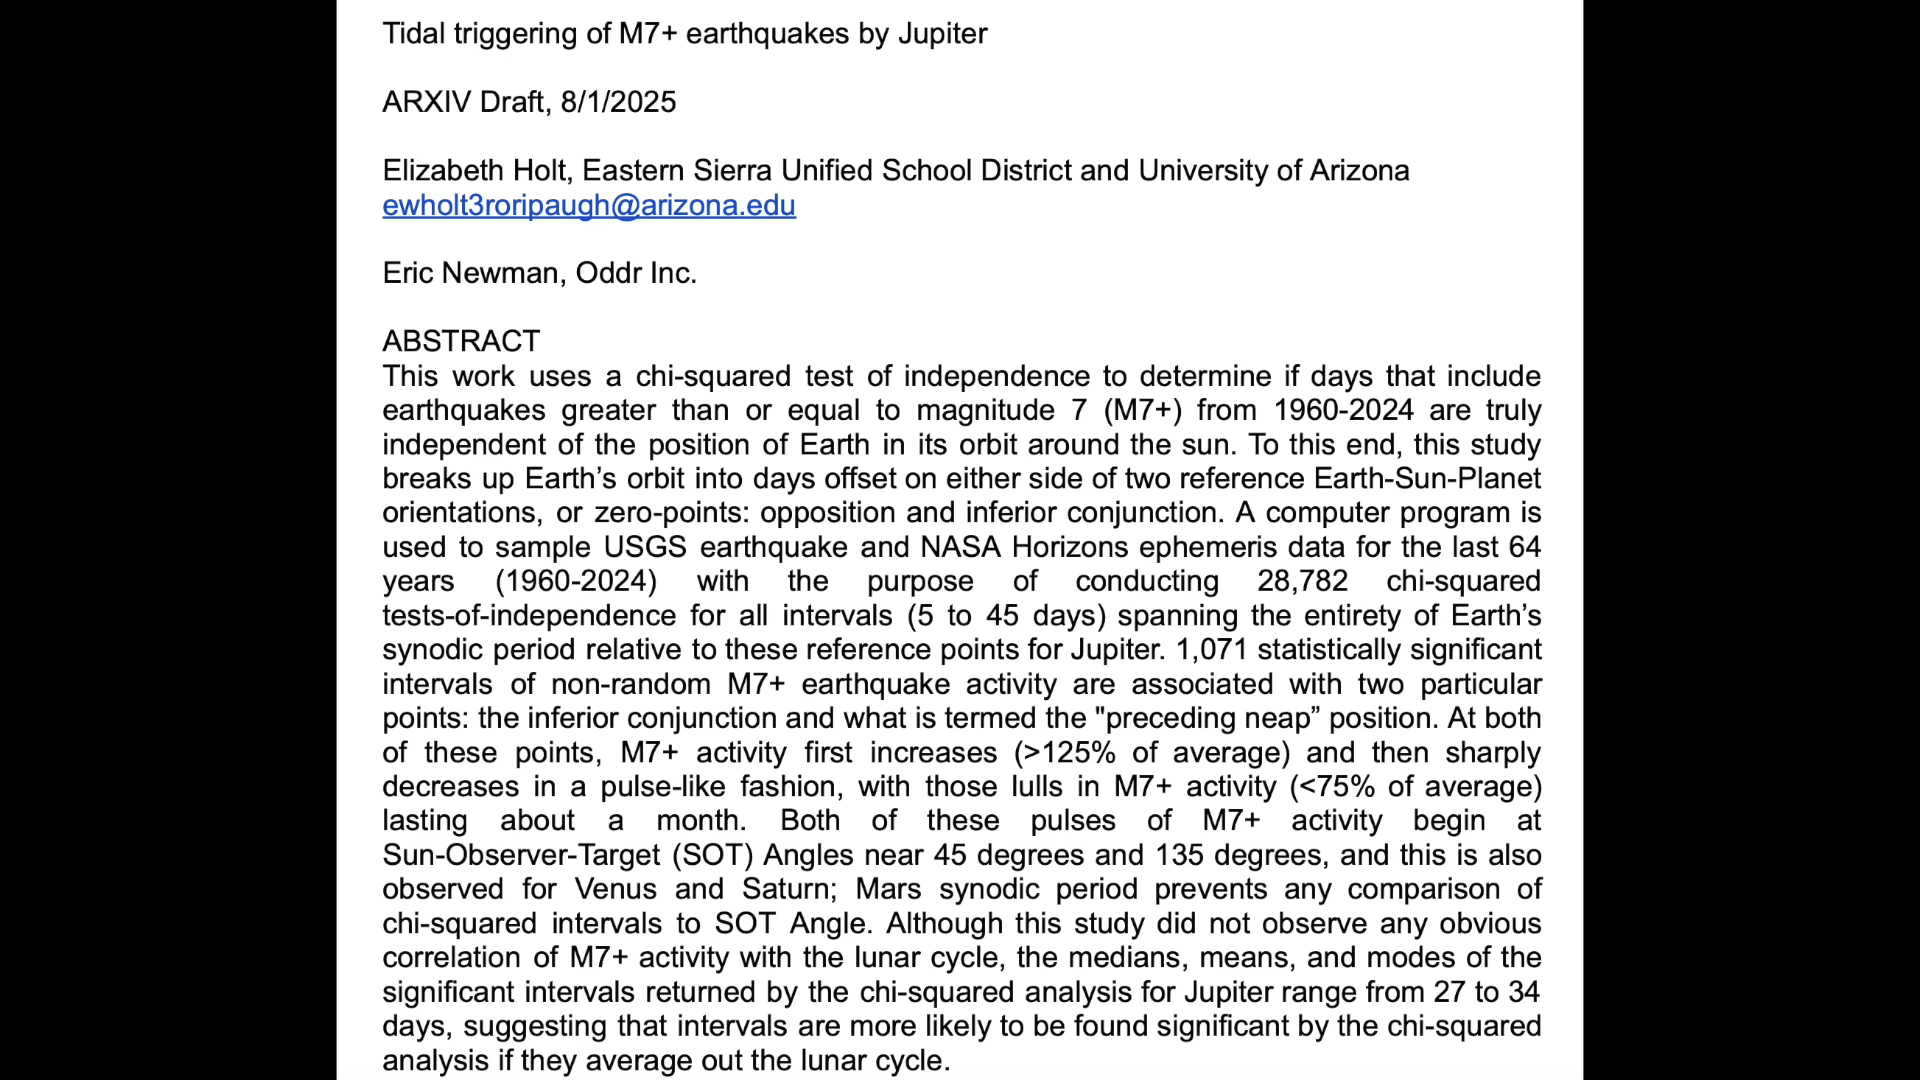 Tidal triggering of M7+ earthquakes by Jupiter
ARXIV Draft, 8/1/2025
Elizabeth Holt, Eastern Sierra Unified School District and University of Arizona
ewholt3roripaugh@arizona.edu
Eric Newman, Oddr Inc.
ABSTRACT
This work uses a chi-squared test of independence to determine if days that include
earthquakes greater than or equal to magnitude 7 (M7+) from 1960-2024 are truly
independent of the position of Earth in its orbit around the sun. To this end, this study
breaks up Earth’s orbit into days offset on either side of two reference Earth-Sun-Planet
orientations, or zero-points: opposition and inferior conjunction. A computer program is
used to sample USGS earthquake and NASA Horizons ephemeris data for the last 64
years (1960-2024) with the purpose of conducting 28,782 chi-squared
tests-of-independence for all intervals (5 to 45 days) spanning the entirety of Earth’s
synodic period relative to these reference points for Jupiter. 1,071 statistically significant
intervals of non-random M7+ earthquake activity are associated with two particular
points: the inferior conjunction and what is termed the "preceding neap” position. At both
of these points, M7+ activity first increases (>125% of average) and then sharply
decreases in a pulse-like fashion, with those lulls in M7+ activity (<75% of average)
lasting about a month. Both of these pulses of M7+ activity begin at
Sun-Observer-Target (SOT) Angles near 45 degrees and 135 degrees, and this is also
observed for Venus and Saturn; Mars synodic period prevents any comparison of
chi-squared intervals to SOT Angle. Although this study did not observe any obvious
correlation of M7+ activity with the lunar cycle, the medians, means, and modes of the
significant intervals returned by the chi-squared analysis for Jupiter range from 27 to 34
days, suggesting that intervals are more likely to be found significant by the chi-squared
analysis if they average out the lunar cycle.